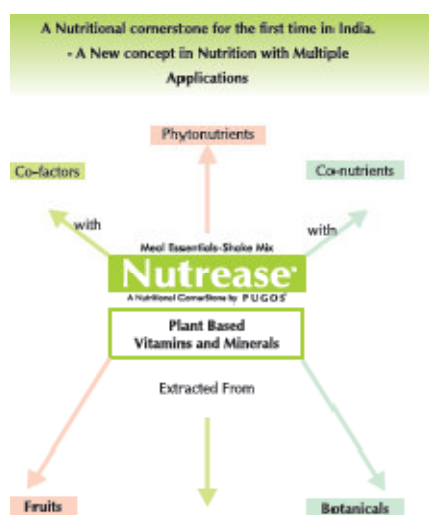 A Nutritional cornerstone for the first time in India.
- A New concept in Nutrition with Multiple
Applications
Phytonutrients
Co-factors
Co-nutrients
with
with
Meal Essentials-Shake Mix
Nutrease
A Nutritional CornerStone by PUGOS
Plant Based
Vitamins and Minerals
Extracted From
Fruits
Botanicals